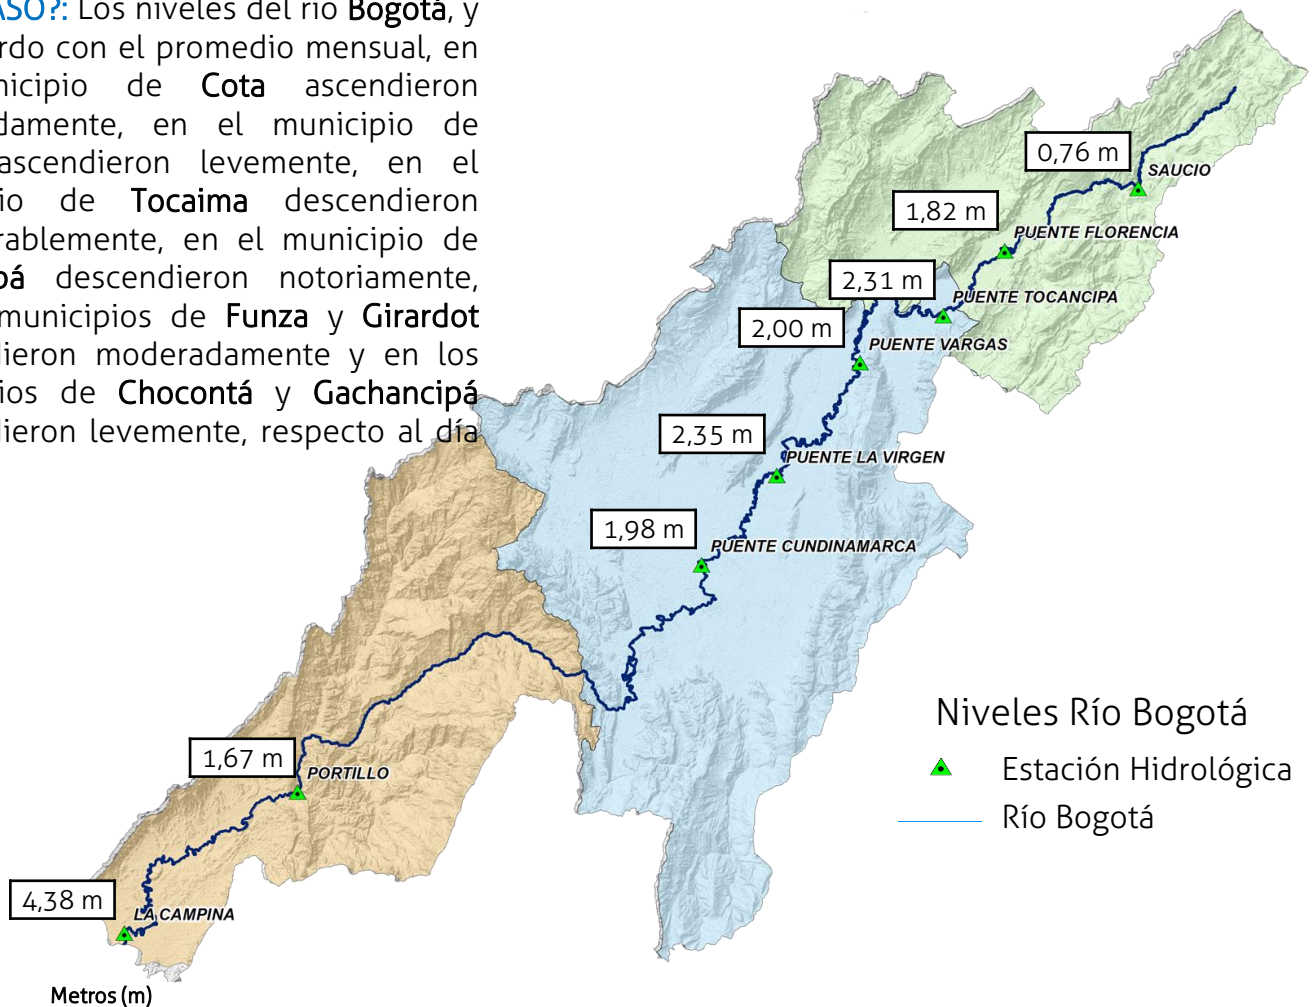 ASO?: Los niveles del río Bogotá, y
rdo con el promedio mensual, en
nicipio de Cota ascendieron
damente, en el municipio de
ascendieron levemente, en el
io de Tocaima descendieron
rablemente, en el municipio de
pá descendieron notoriamente,
municipios de Funza y Girardot
dieron moderadamente y en los
ios de Chocontá y Gachancipá
dieron levemente, respecto al día
0,76 m
SAUCIO
1,82 m
PUENTE FLORENCIA
2,31 m
PUENTE TOCANCIPA
2,00 m
PUENTE VARGAS
2,35 m
PUENTE LA VIRGEN
1,98 m
PUENTE CUNDINAMARCA
1,67 m
PORTILLO
4,38 m
LA CAMPINA
Metros (m)
Niveles Río Bogotá
Estación Hidrológica
Río Bogotá